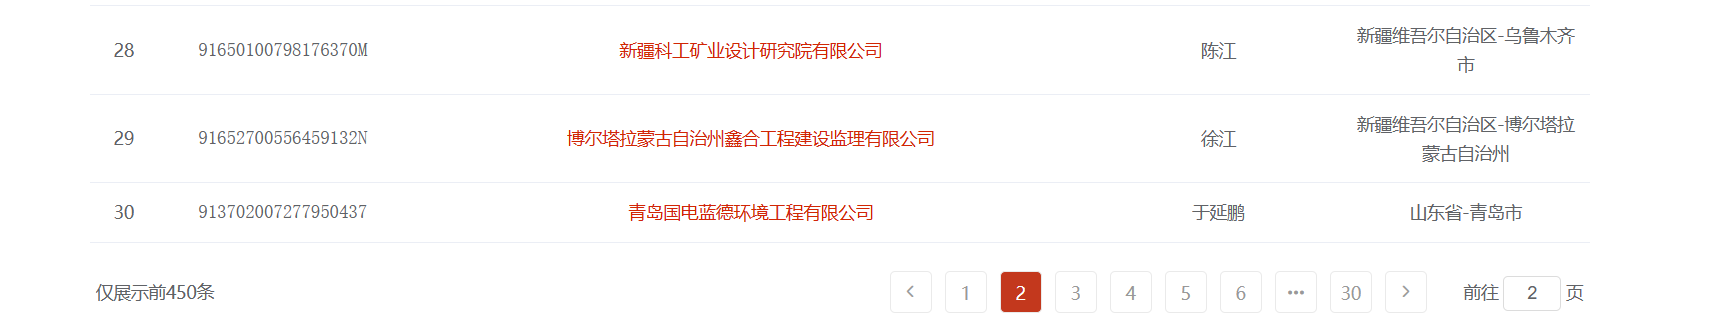 28 91650100798176370M 新疆科工矿业设计研究院有限公司 陈江 新疆维吾尔自治区-乌鲁木齐
市
29 91652700556459132N 博尔塔拉蒙古自治州鑫合工程建设监理有限公司 徐江 新疆维吾尔自治区-博尔塔拉
蒙古自治州
30 913702007277950437 青岛国电蓝德环境工程有限公司 于延鹏 山东省-青岛市
仅展示前450条 1 2 3 4 5 6 ••• 30 前往 2 页